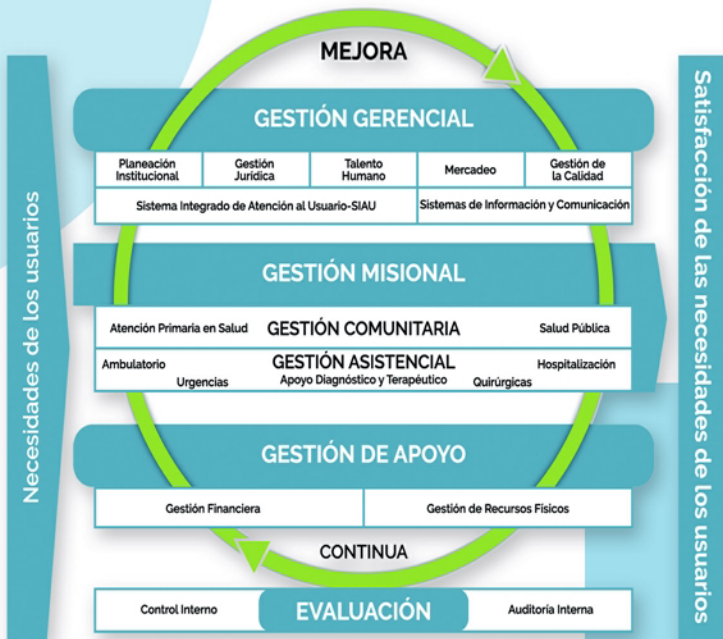 MEJORA
Necesidades de los usuarios
Satisfacción de las necesidades de los usuarios
GESTIÓN GERENCIAL
Planeación
Institucional
Gestión
Jurídica
Talento
Humano
Mercadeo
Gestión de
la Calidad
Sistema Integrado de Atención al Usuario-SIAU
Sistemas de Información y Comunicación
GESTIÓN MISIONAL
Atención Primaria en Salud GESTIÓN COMUNITARIA Salud Pública
Ambulatorio GESTIÓN ASISTENCIAL Hospitalización
Urgencias Apoyo Diagnóstico y Terapéutico Quirúrgicas
GESTIÓN DE APOYO
Gestión Financiera
Gestión de Recursos Físicos
CONTINUA
Control Interno EVALUACIÓN Auditoría Interna